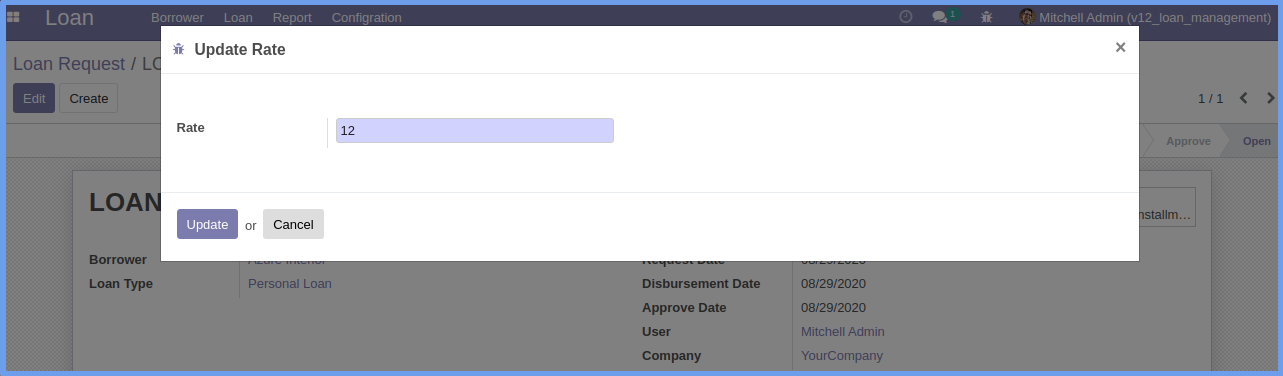 Loan Borrower Loan Report Configration 1 Mitchell Admin (v12_loan_management)
Update Rate ×
Loan Request / LO
Edit Create 1 / 1
Rate 12
Approve Open
LOAN
Update or Cancel
nstallm…
Borrower Azure Interior Request Date 08/29/2020
Loan Type Personal Loan Disbursement Date 08/29/2020
Approve Date 08/29/2020
User Mitchell Admin
Company YourCompany